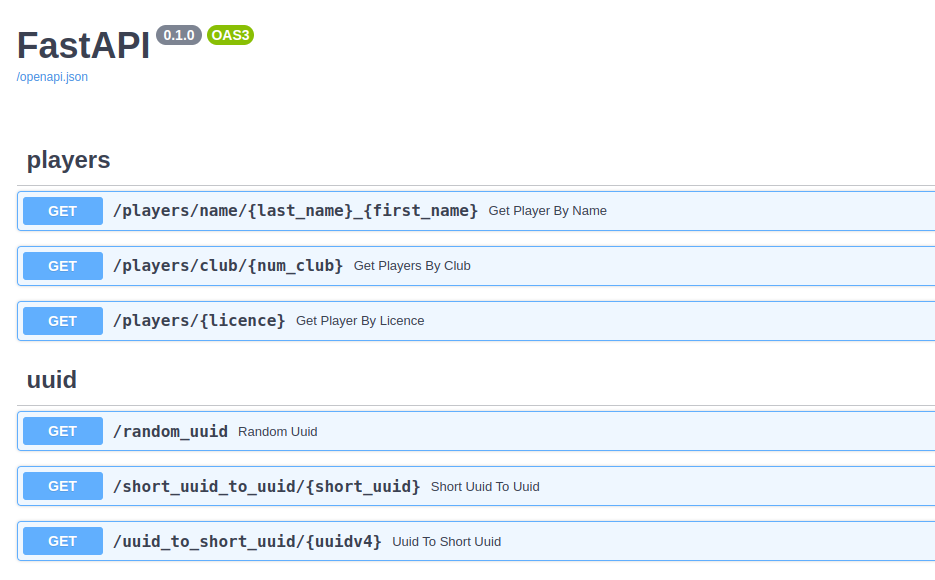 FastAPI 0.1.0 OAS3
/openapi.json
players
GET /players/name/{last_name}_{first_name} Get Player By Name
GET /players/club/{num_club} Get Players By Club
GET /players/{licence} Get Player By Licence
uuid
GET /random_uuid Random Uuid
GET /short_uuid_to_uuid/{short_uuid} Short Uuid To Uuid
GET /uuid_to_short_uuid/{uuidv4} Uuid To Short Uuid